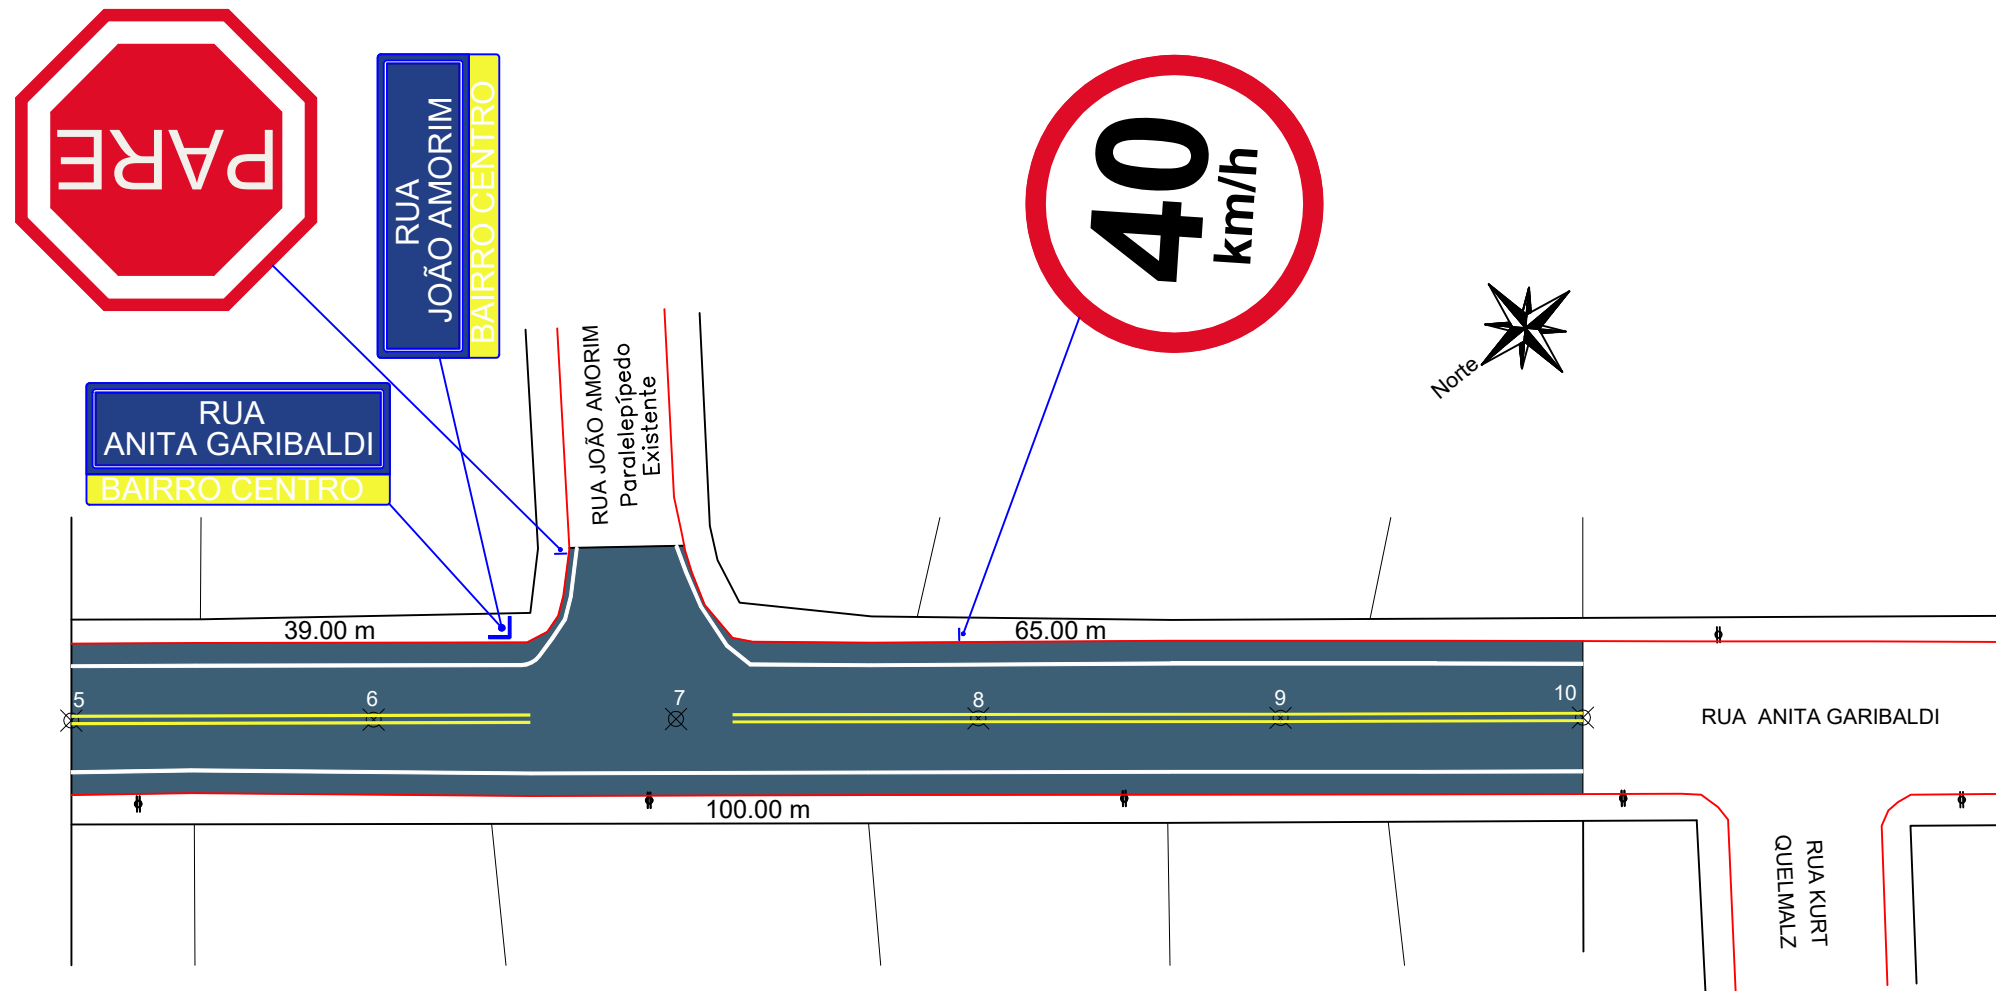 PARE
RUA
JOÃO AMORIM
BAIRRO CENTRO
40
km/h
RUA
ANITA GARIBALDI
BAIRRO CENTRO
RUA JOÃO AMORIM
Paralelepípedo
Existente
Norte
39.00 m
65.00 m
5
6
7
8
9
10
RUA ANITA GARIBALDI
100.00 m
RUA KURT
QUELMALZ